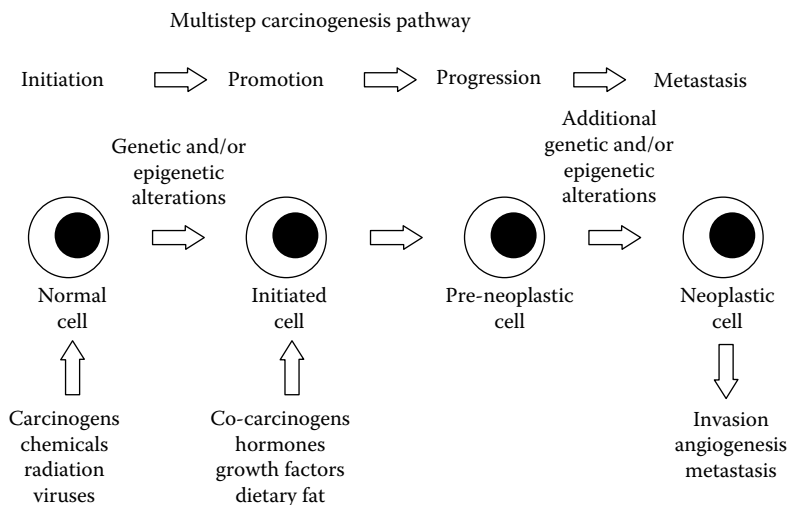 Multistep carcinogenesis pathway
Initiation
Promotion
Progression
Metastasis
Genetic and/or
epigenetic
alterations
Additional
genetic and/or
epigenetic
alterations
Normal
cell
Initiated
cell
Pre-neoplastic
cell
Neoplastic
cell
Carcinogens
chemicals
radiation
viruses
Co-carcinogens
hormones
growth factors
dietary fat
Invasion
angiogenesis
metastasis